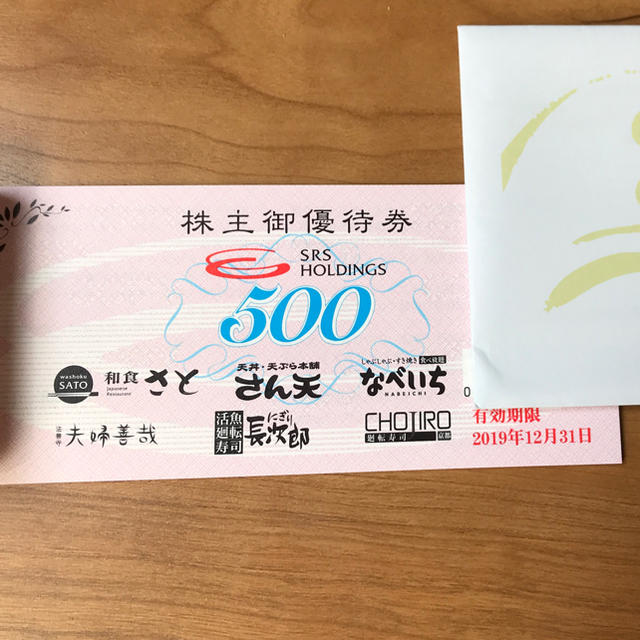 株主御優待券
SRS
HOLDINGS
500
washoku
SATO
和食さと
Japanese
Restaurant
天丼・天ぷら本舗
さん天
しゃぶしゃぶ・すき焼き 食べ放題
なべいち
NABEICHI
0
法善寺
夫婦善哉
活魚
廻転
寿司
にぎり
長次郎
CHOJIRO
廻転寿司 京都
有効期限
2019年12月31日